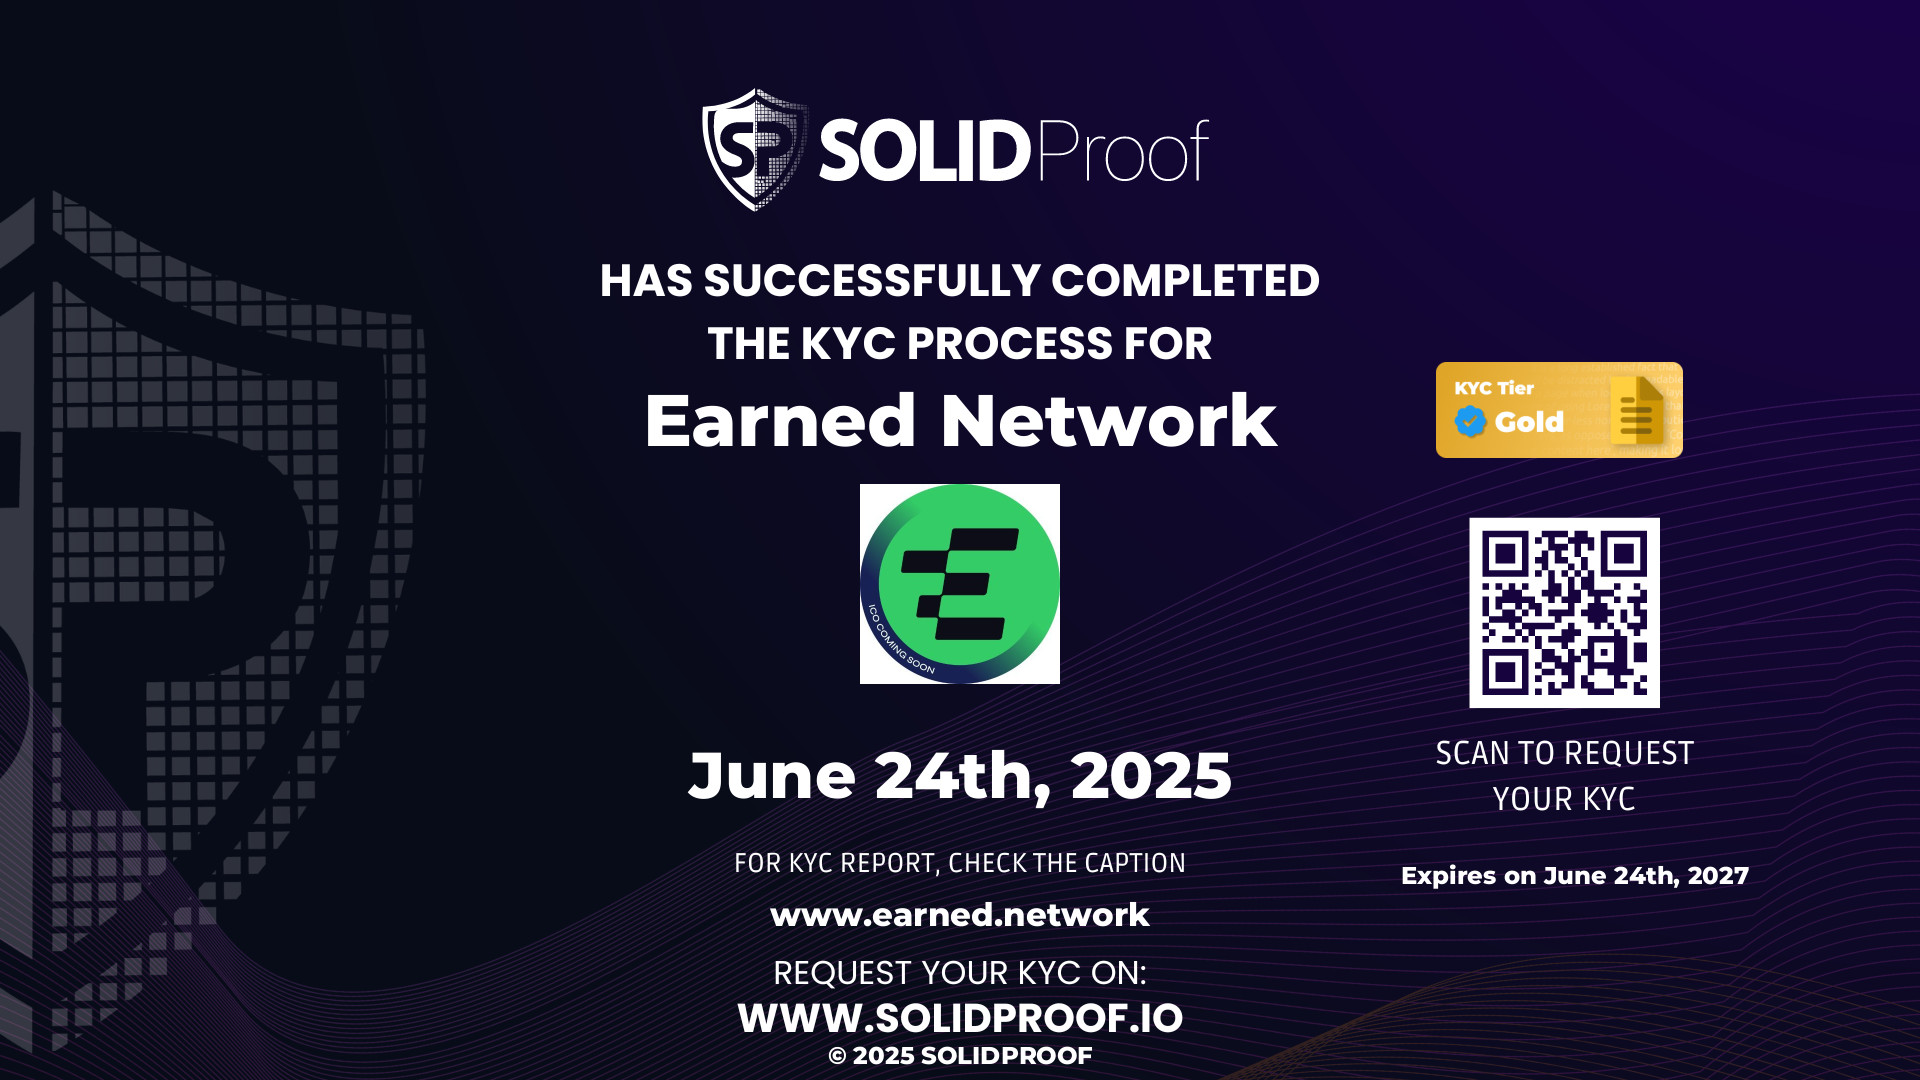 SP SOLIDProof
HAS SUCCESSFULLY COMPLETED
THE KYC PROCESS FOR
Earned Network
KYC Tier
Gold
ICO COMING SOON
June 24th, 2025
SCAN TO REQUEST
YOUR KYC
FOR KYC REPORT, CHECK THE CAPTION
Expires on June 24th, 2027
www.earned.network
REQUEST YOUR KYC ON:
WWW.SOLIDPROOF.IO
© 2025 SOLIDPROOF